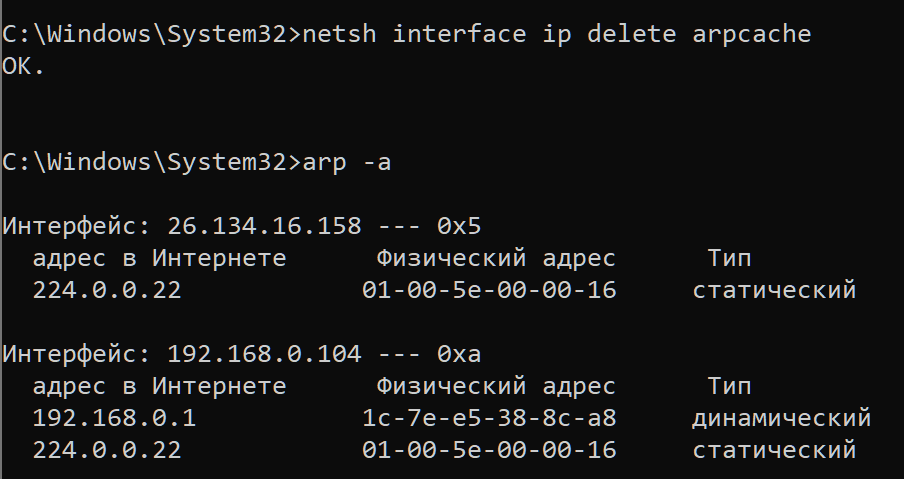 C:\Windows\System32>netsh interface ip delete arpcache
OK.
C:\Windows\System32>arp -a
Интерфейс: 26.134.16.158 --- 0x5
адрес в Интернете Физический адрес Тип
224.0.0.22 01-00-5e-00-00-16 статический
Интерфейс: 192.168.0.104 --- 0xa
адрес в Интернете Физический адрес Тип
192.168.0.1 1c-7e-e5-38-8c-a8 динамический
224.0.0.22 01-00-5e-00-00-16 статический